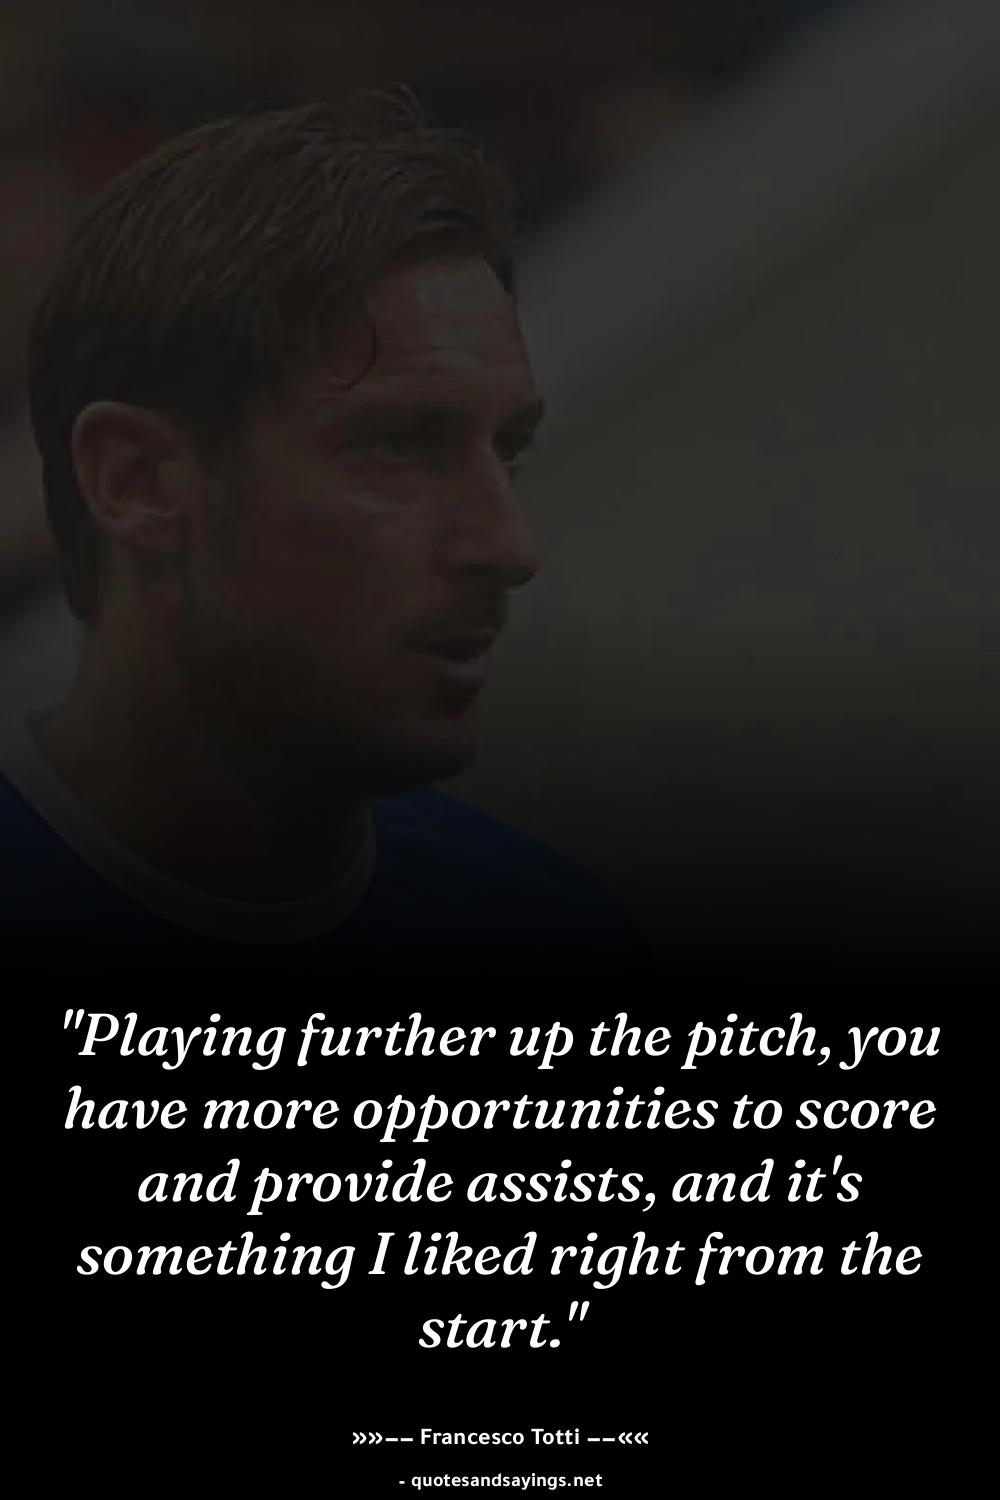 "Playing further up the pitch, you
have more opportunities to score
and provide assists, and it's
something I liked right from the
start."
»»−− Francesco Totti −−««
- quotesandsayings.net